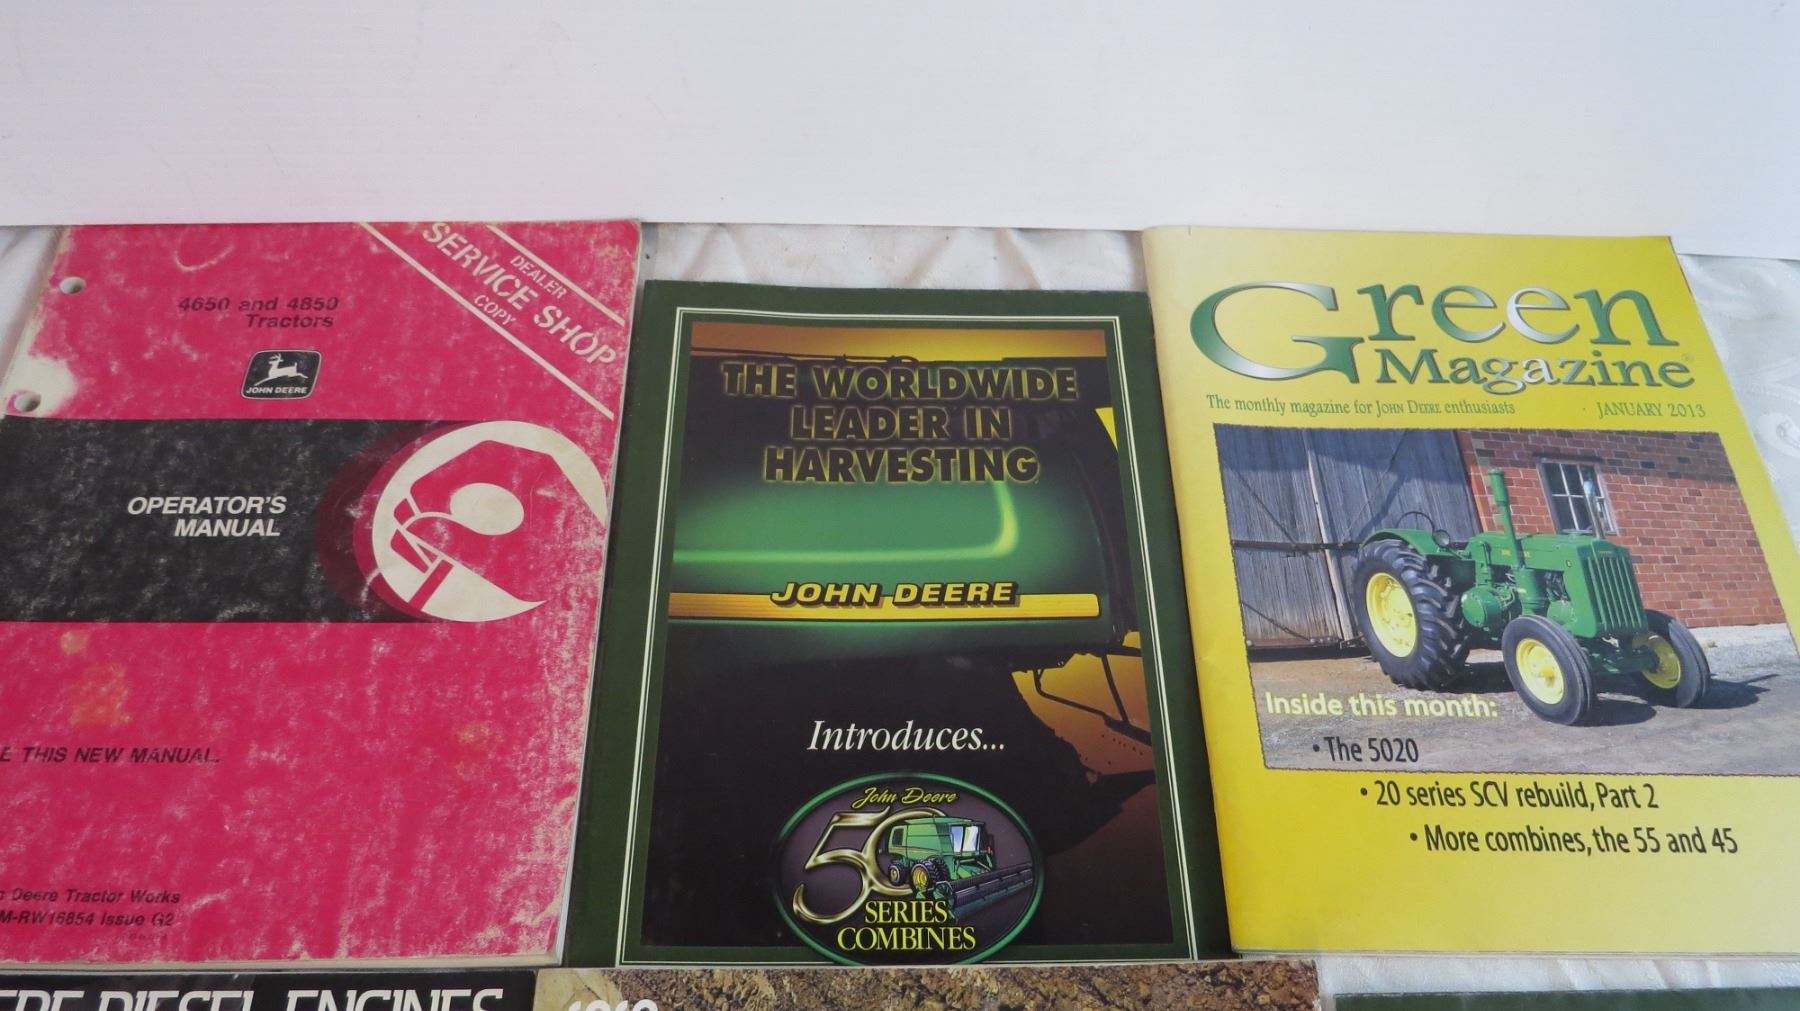 4650 and 4850
Tractors
JOHN DEERE
DEALER
SERVICE SHOP
COPY
OPERATOR'S
MANUAL
THIS NEW MANUAL.
Deere Tractor Works
M-RW16854 Issue G2
THE WORLDWIDE
LEADER IN
HARVESTING
JOHN DEERE
Introduces...
John Deere
50
SERIES
COMBINES
Green
Magazine
The monthly magazine for JOHN DEERE enthusiasts
JANUARY 2013
Inside this month:
• The 5020
• 20 series SCV rebuild, Part 2
• More combines, the 55 and 45
DIESEL ENGINES